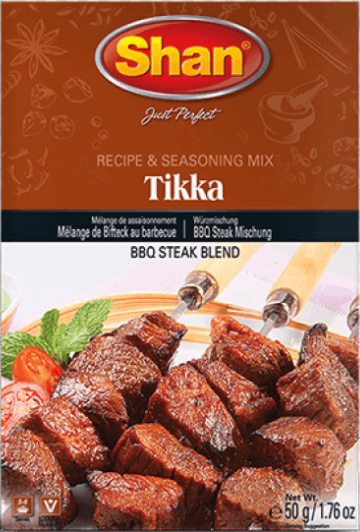 Shan®
Just Perfect
RECIPE & SEASONING MIX
Tikka
Mélange de assaisonnement
Mélange de Bifteck au barbecue
Würzmischung
BBQ Steak Mischung
BBQ STEAK BLEND
Net Wt.
e 50 g/1.76 oz
Suggestion